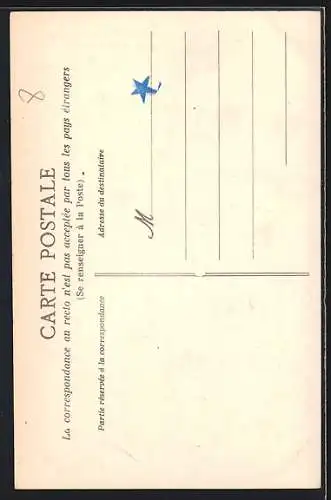 8
CARTE POSTALE
La correspondance au recto n'est pas acceptée par tous les pays étrangers
(Se renseigner à la Poste).
Partie réservée à la correspondance
Adresse du destinataire
M